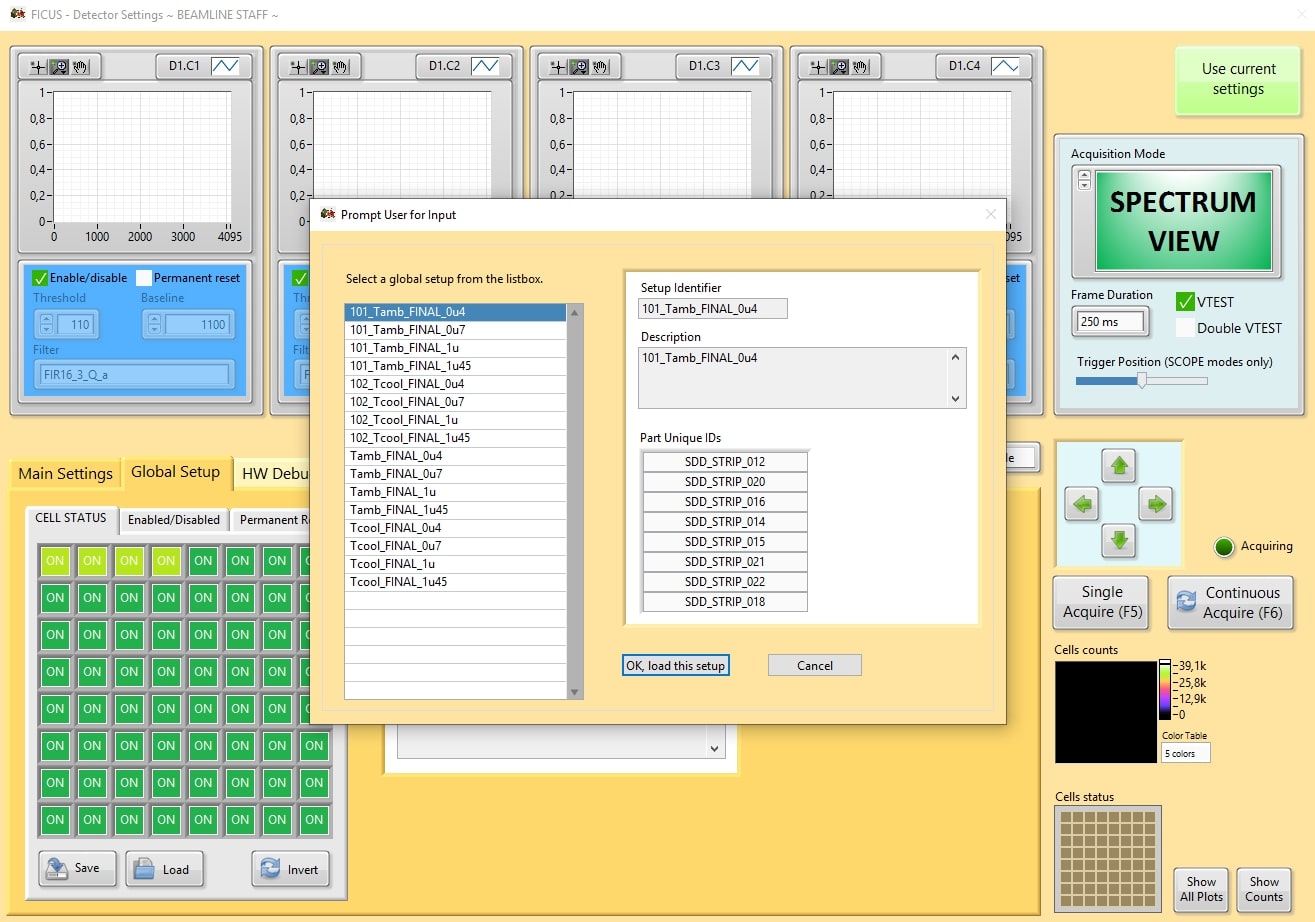 FICUS - Detector Settings ~ BEAMLINE STAFF ~
D1.C1
D1.C2
D1.C3
D1.C4
1
0,8
0,6
0,4
0,2
0
0
1000
2000
3000
4095
1
0,8
0,6
0,4
0,2
0
1
0,8
0,6
0,4
0,2
1
0,8
0,6
0,4
0,2
095
Enable/disable
Permanent reset
Threshold
Baseline
110
1100
Filter
FIR16_3_Q_a
Thr
Filt
F
set
Use current
settings
Acquisition Mode
SPECTRUM
VIEW
Frame Duration
250 ms
VTEST
Double VTEST
Trigger Position (SCOPE modes only)
Prompt User for Input
Select a global setup from the listbox.
101_Tamb_FINAL_0u4
101_Tamb_FINAL_0u7
101_Tamb_FINAL_1u
101_Tamb_FINAL_1u45
102_Tcool_FINAL_0u4
102_Tcool_FINAL_0u7
102_Tcool_FINAL_1u
102_Tcool_FINAL_1u45
Tamb_FINAL_0u4
Tamb_FINAL_0u7
Tamb_FINAL_1u
Tamb_FINAL_1u45
Tcool_FINAL_0u4
Tcool_FINAL_0u7
Tcool_FINAL_1u
Tcool_FINAL_1u45
Setup Identifier
101_Tamb_FINAL_0u4
Description
101_Tamb_FINAL_0u4
Part Unique IDs
SDD_STRIP_012
SDD_STRIP_020
SDD_STRIP_016
SDD_STRIP_014
SDD_STRIP_015
SDD_STRIP_021
SDD_STRIP_022
SDD_STRIP_018
OK, load this setup
Cancel
Main Settings
Global Setup
HW Debu
le
CELL STATUS
Enabled/Disabled
Permanent R
ON ON ON ON ON ON ON
ON ON ON ON ON ON ON
ON ON ON ON ON ON ON
ON ON ON ON ON ON ON
ON ON ON ON ON ON ON
ON ON ON ON ON ON ON ON
ON ON ON ON ON ON ON ON
ON ON ON ON ON ON ON ON
Save
Load
Invert
Acquiring
Single
Acquire (F5)
Continuous
Acquire (F6)
Cells counts
39,1k
25,8k
12,9k
0
Color Table
5 colors
Cells status
Show
All Plots
Show
Counts